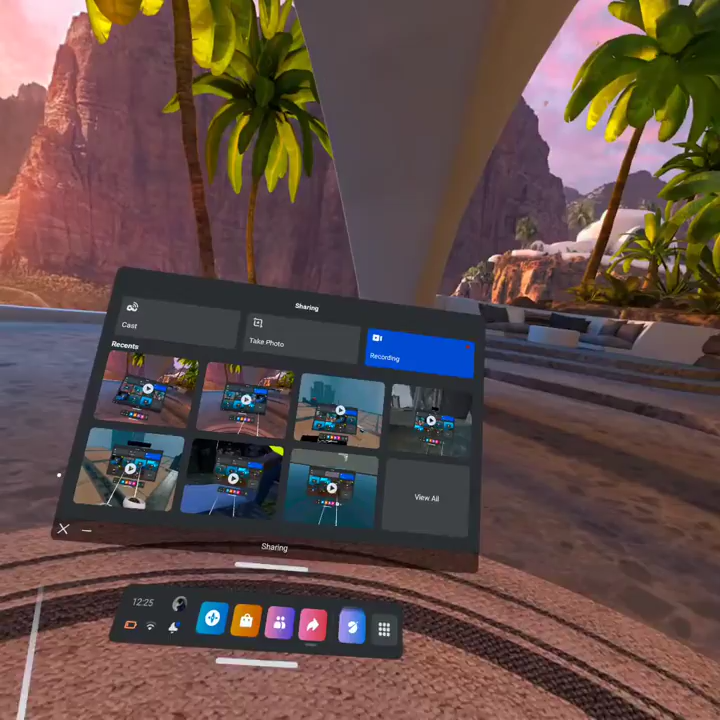 Sharing
Cast
Take Photo
Recording
Recents
View All
Sharing
12:25